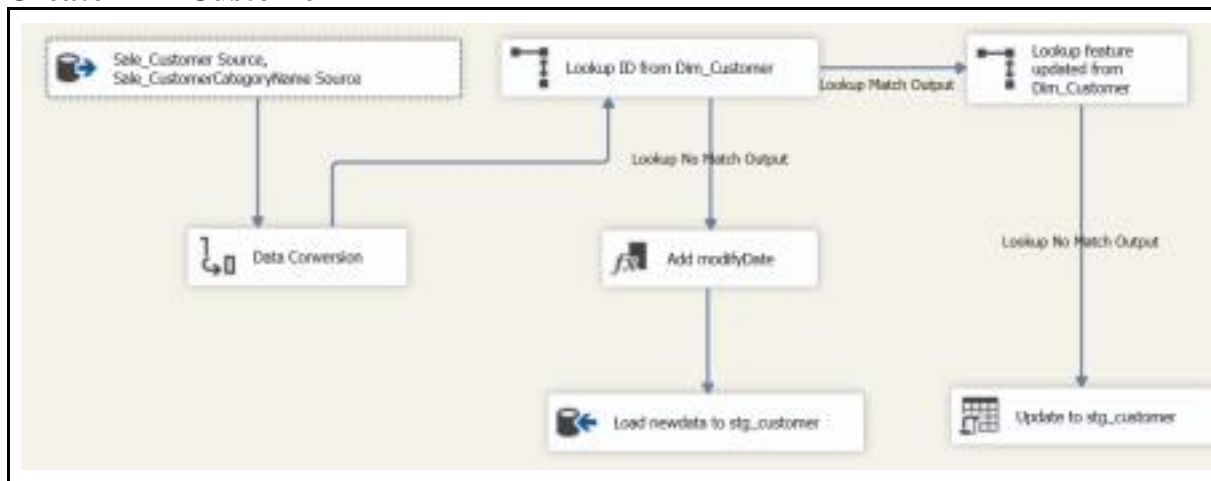 Sale_Customer Source,
Sale_CustomerCategoryName Source
Lookup ID from Dim_Customer
Lookup Match Output
Lookup feature
updated from
Dim_Customer
Lookup No Match Output
Data Conversion
Add modifyDate
Lookup No Match Output
Load newdata to stg_customer
Update to stg_customer